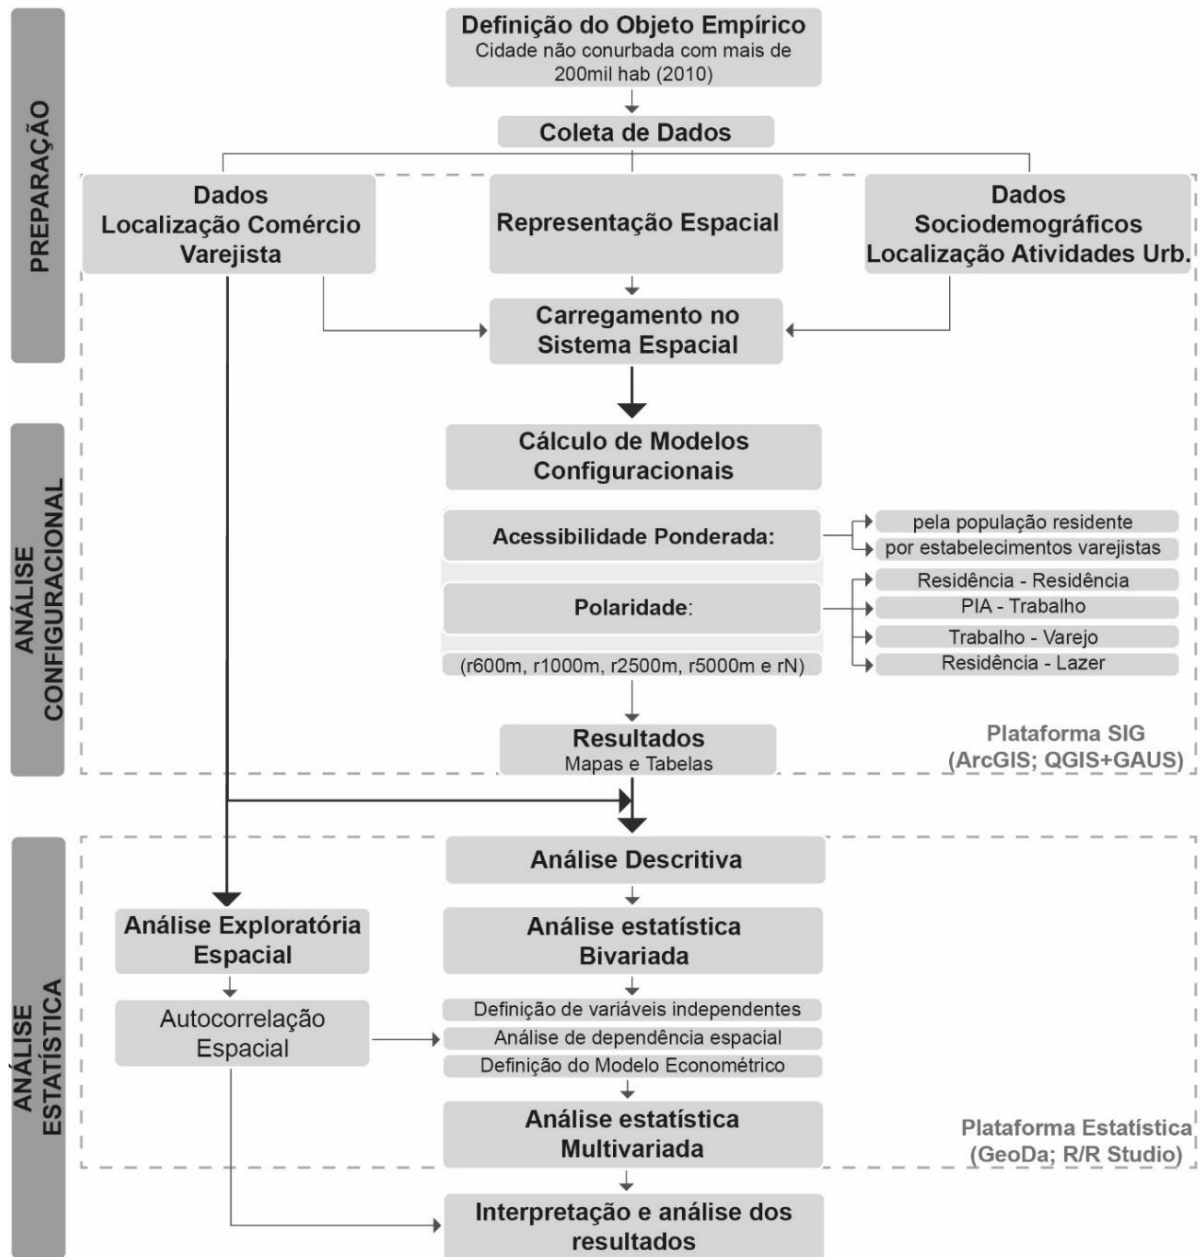 PREPARAÇÃO
Definição do Objeto Empírico
Cidade não conurbada com mais de
200mil hab (2010)
Coleta de Dados
Dados
Localização Comércio
Varejista
Representação Espacial
Dados
Sociodemográficos
Localização Atividades Urb.
Carregamento no
Sistema Espacial
ANÁLISE
CONFIGURACIONAL
Cálculo de Modelos
Configuracionais
Acessibilidade Ponderada:
pela população residente
por estabelecimentos varejistas
Polaridade:
Residência - Residência
PIA - Trabalho
Trabalho - Varejo
Residência - Lazer
(r600m, r1000m, r2500m, r5000m e rN)
Resultados
Mapas e Tabelas
Plataforma SIG
(ArcGIS; QGIS+GAUS)
ANÁLISE
ESTATÍSTICA
Análise Descritiva
Análise Exploratória
Espacial
Análise estatística
Bivariada
Autocorrelação
Espacial
Definição de variáveis independentes
Análise de dependência espacial
Definição do Modelo Econométrico
Análise estatística
Multivariada
Plataforma Estatística
(GeoDa; R/R Studio)
Interpretação e análise dos
resultados